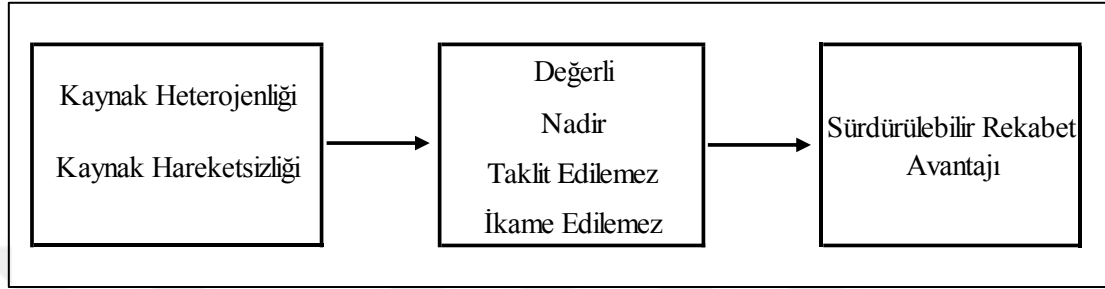 Kaynak Heterojenliği
Kaynak Hareketsizliği
Değerli
Nadir
Taklit Edilemez
İkame Edilemez
Sürdürülebilir Rekabet
Avantajı